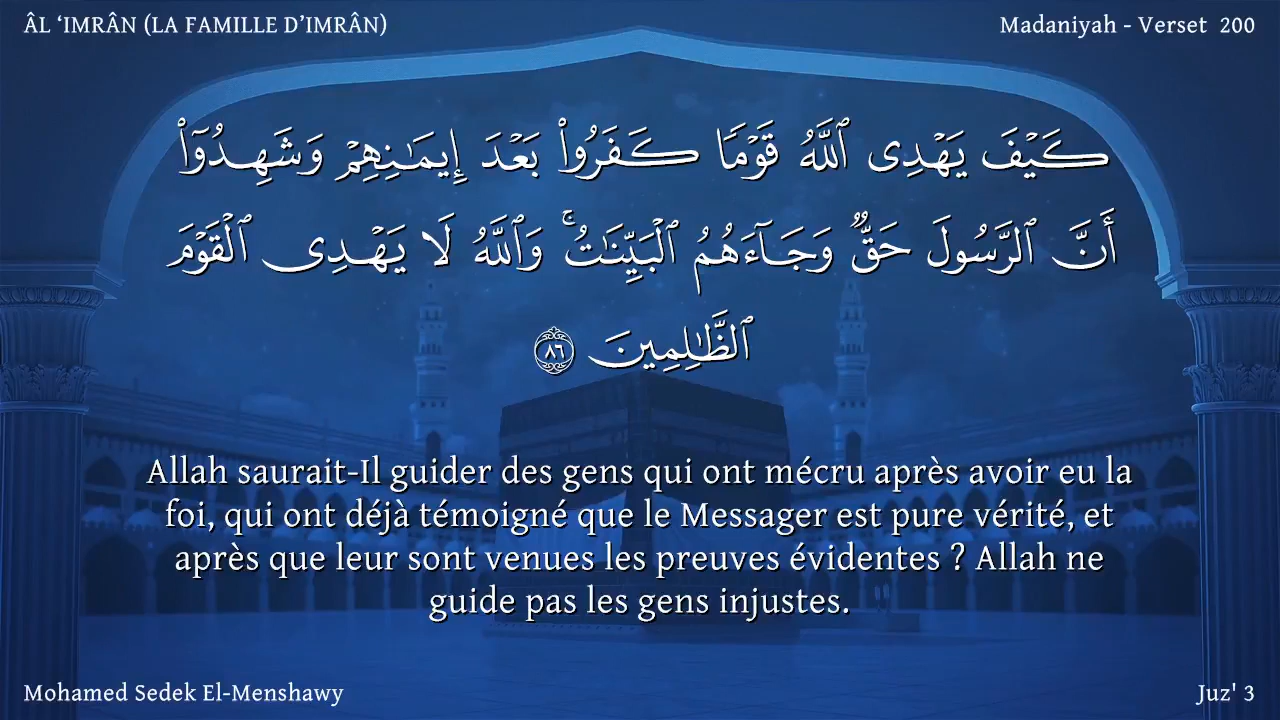 ÂL ‘IMRÂN (LA FAMILLE D’IMRÂN)
Madaniyah - Verset 200
كَيْفَ يَهْدِى ٱللَّهُ قَوْمًا كَفَرُوا۟ بَعْدَ إِيمَـٰنِهِمْ وَشَهِدُوٓا۟
أَنَّ ٱلرَّسُولَ حَقٌّ وَجَآءَهُمُ ٱلْبَيِّنَـٰتُ ۚ وَٱللَّهُ لَا يَهْدِى ٱلْقَوْمَ
ٱلظَّـٰلِمِينَ ٨٦
Allah saurait-Il guider des gens qui ont mécru après avoir eu la
foi, qui ont déjà témoigné que le Messager est pure vérité, et
après que leur sont venues les preuves évidentes ? Allah ne
guide pas les gens injustes.
Mohamed Sedek El-Menshawy
Juz' 3